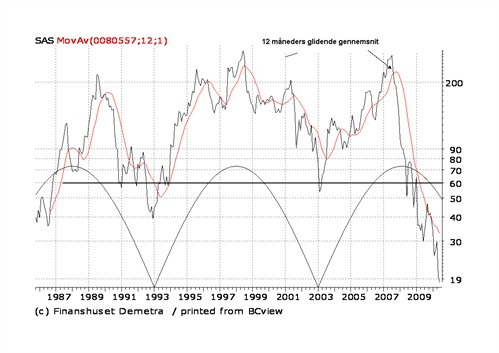 SAS MovAv(0080557;12;1)
12 måneders glidende gennemsnit
200
90
80
70
60
50
40
30
19
1987 1989 1991 1993 1995 1997 1999 2001 2003 2005 2007 2009
(c) Finanshuset Demetra / printed from BCview